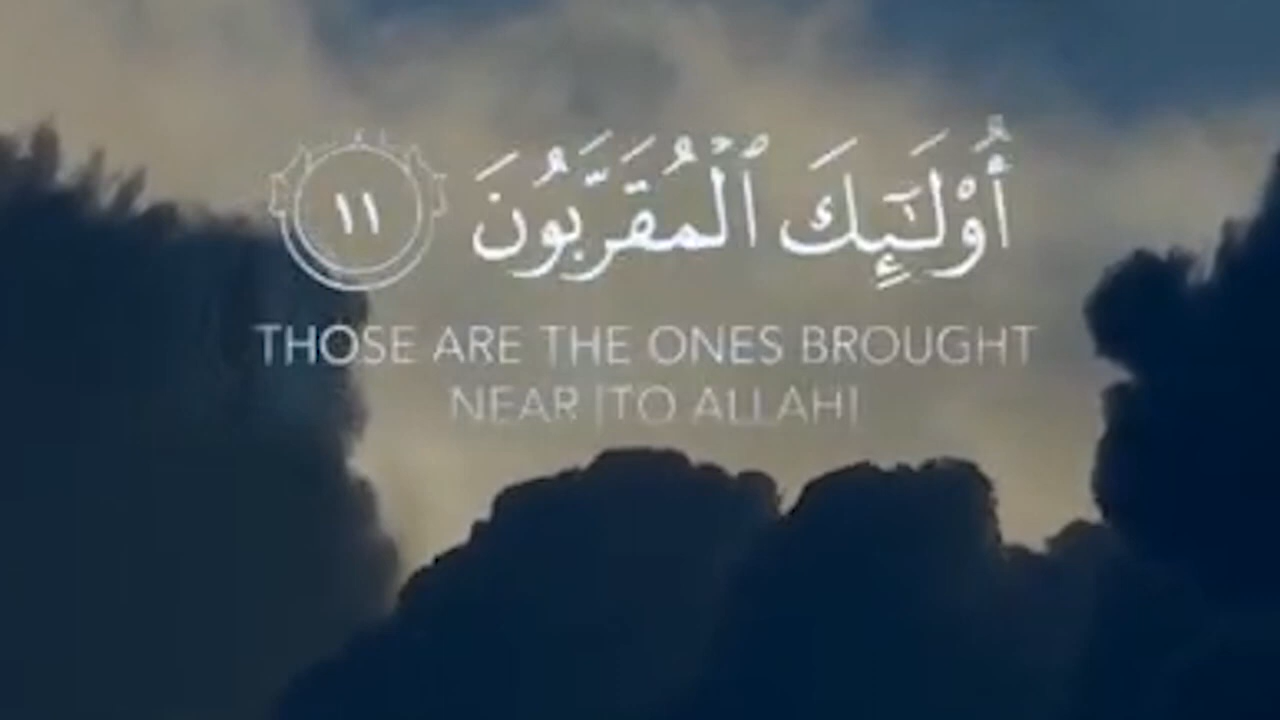 أُو۟لَـٰٓئِكَ ٱلْمُقَرَّبُونَ ١١
THOSE ARE THE ONES BROUGHT
NEAR [TO ALLAH]